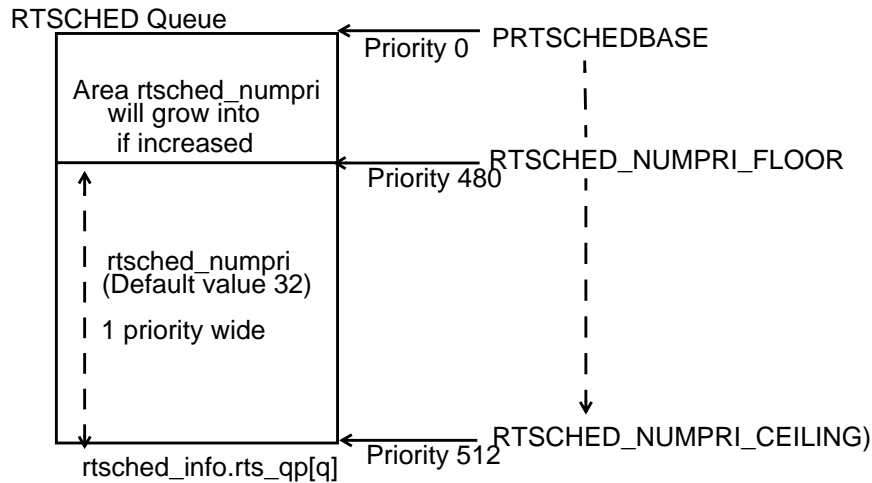 RTSCHED Queue
Priority 0
PRTSCHEDBASE
Area rtsched_numpri
will grow into
if increased
Priority 480
RTSCHED_NUMPRI_FLOOR
rtsched_numpri
(Default value 32)
1 priority wide
Priority 512
RTSCHED_NUMPRI_CEILING)
rtsched_info.rts_qp[q]